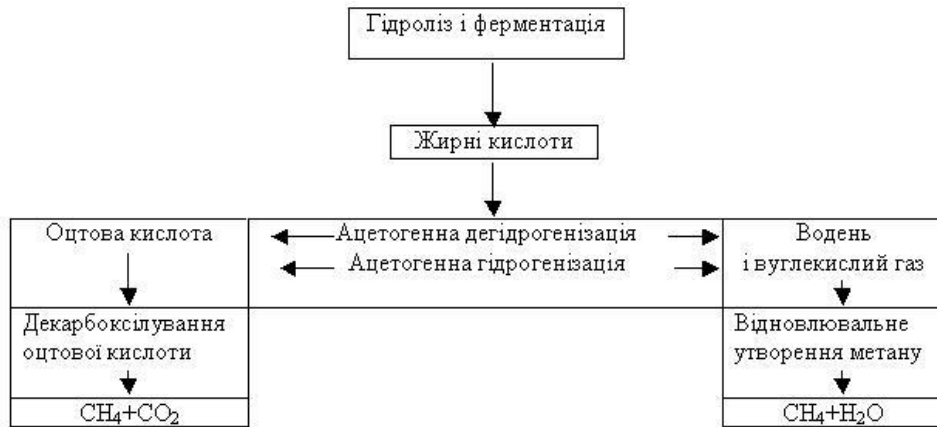 Гідроліз і ферментація
Жирні кислоти
Оцтова кислота
Ацетогенна дегідрогенізація
Ацетогенна гідрогенізація
Водень
і вуглекислий газ
Декарбоксілування
оцтової кислоти
Відновлювальне
утворення метану
CH₄+CO₂
CH₄+H₂O